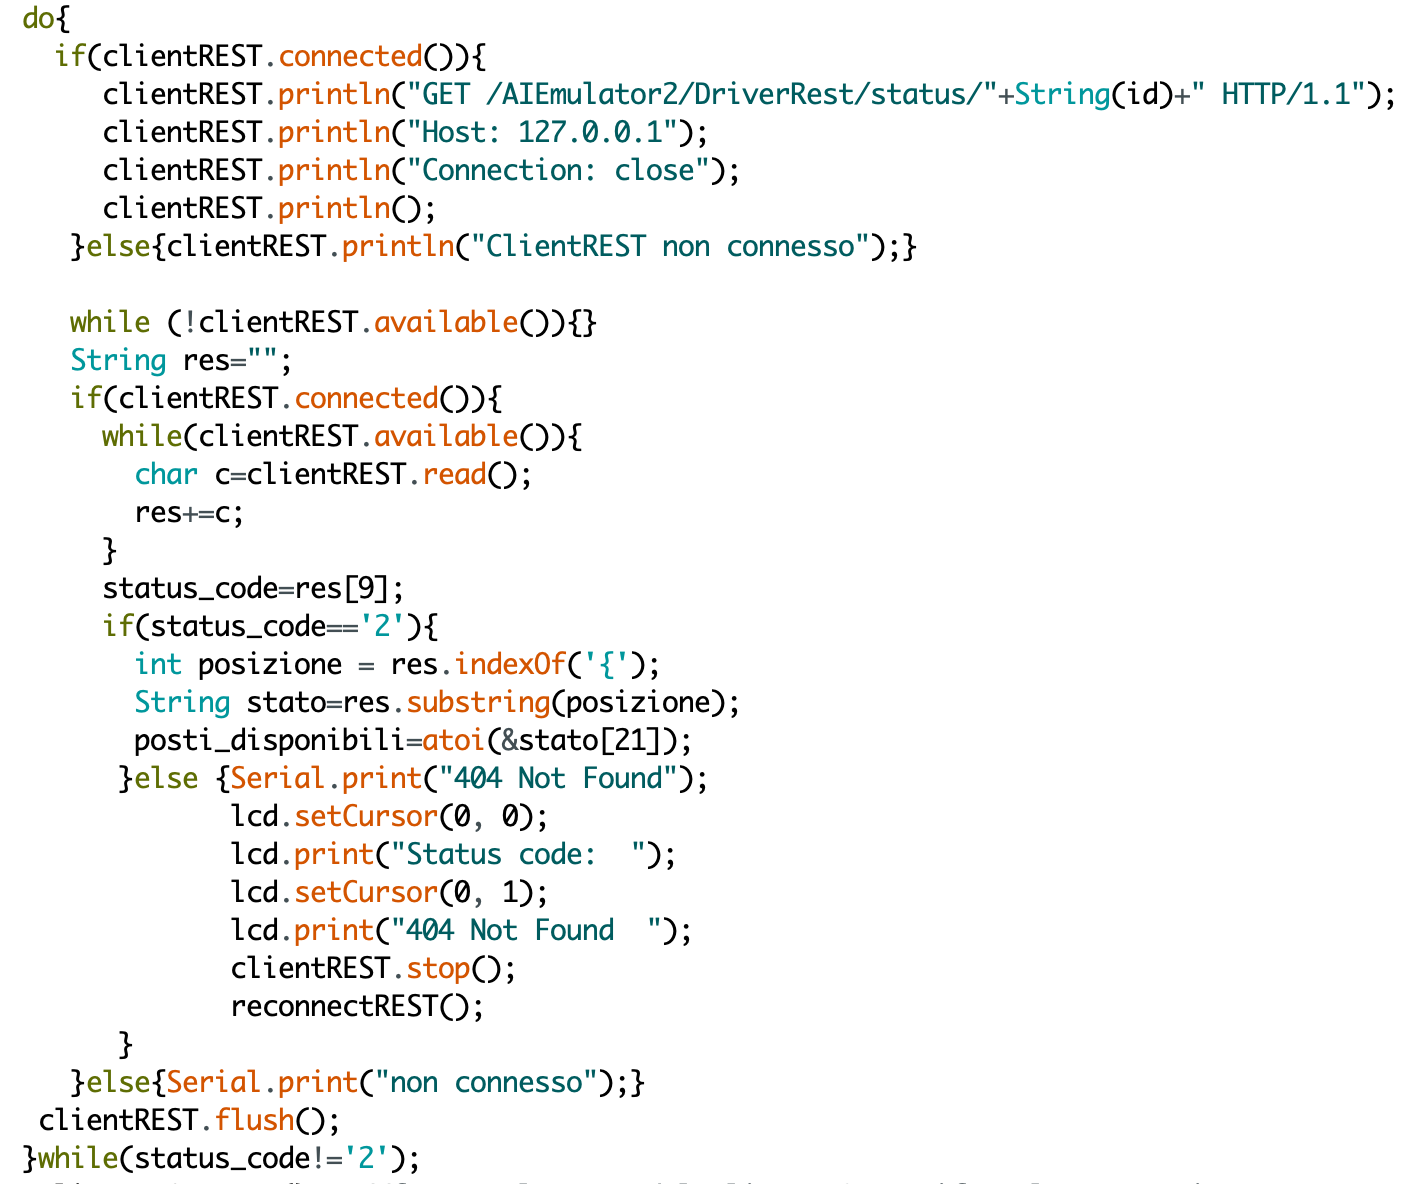 do{
  if(clientREST.connected()){
     clientREST.println("GET /AIEmulator2/DriverRest/status/"+String(id)+" HTTP/1.1");
     clientREST.println("Host: 127.0.0.1");
     clientREST.println("Connection: close");
     clientREST.println();
   }else{clientREST.println("ClientREST non connesso");}

   while (!clientREST.available()){}
   String res="";
   if(clientREST.connected()){
     while(clientREST.available()){
       char c=clientREST.read();
       res+=c;
     }
     status_code=res[9];
     if(status_code=='2'){
       int posizione = res.indexOf('{');
       String stato=res.substring(posizione);
       posti_disponibili=atoi(&stato[21]);
      }else {Serial.print("404 Not Found");
             lcd.setCursor(0, 0);
             lcd.print("Status code:  ");
             lcd.setCursor(0, 1);
             lcd.print("404 Not Found  ");
             clientREST.stop();
             reconnectREST();
      }
   }else{Serial.print("non connesso");}
 clientREST.flush();
}while(status_code!='2');